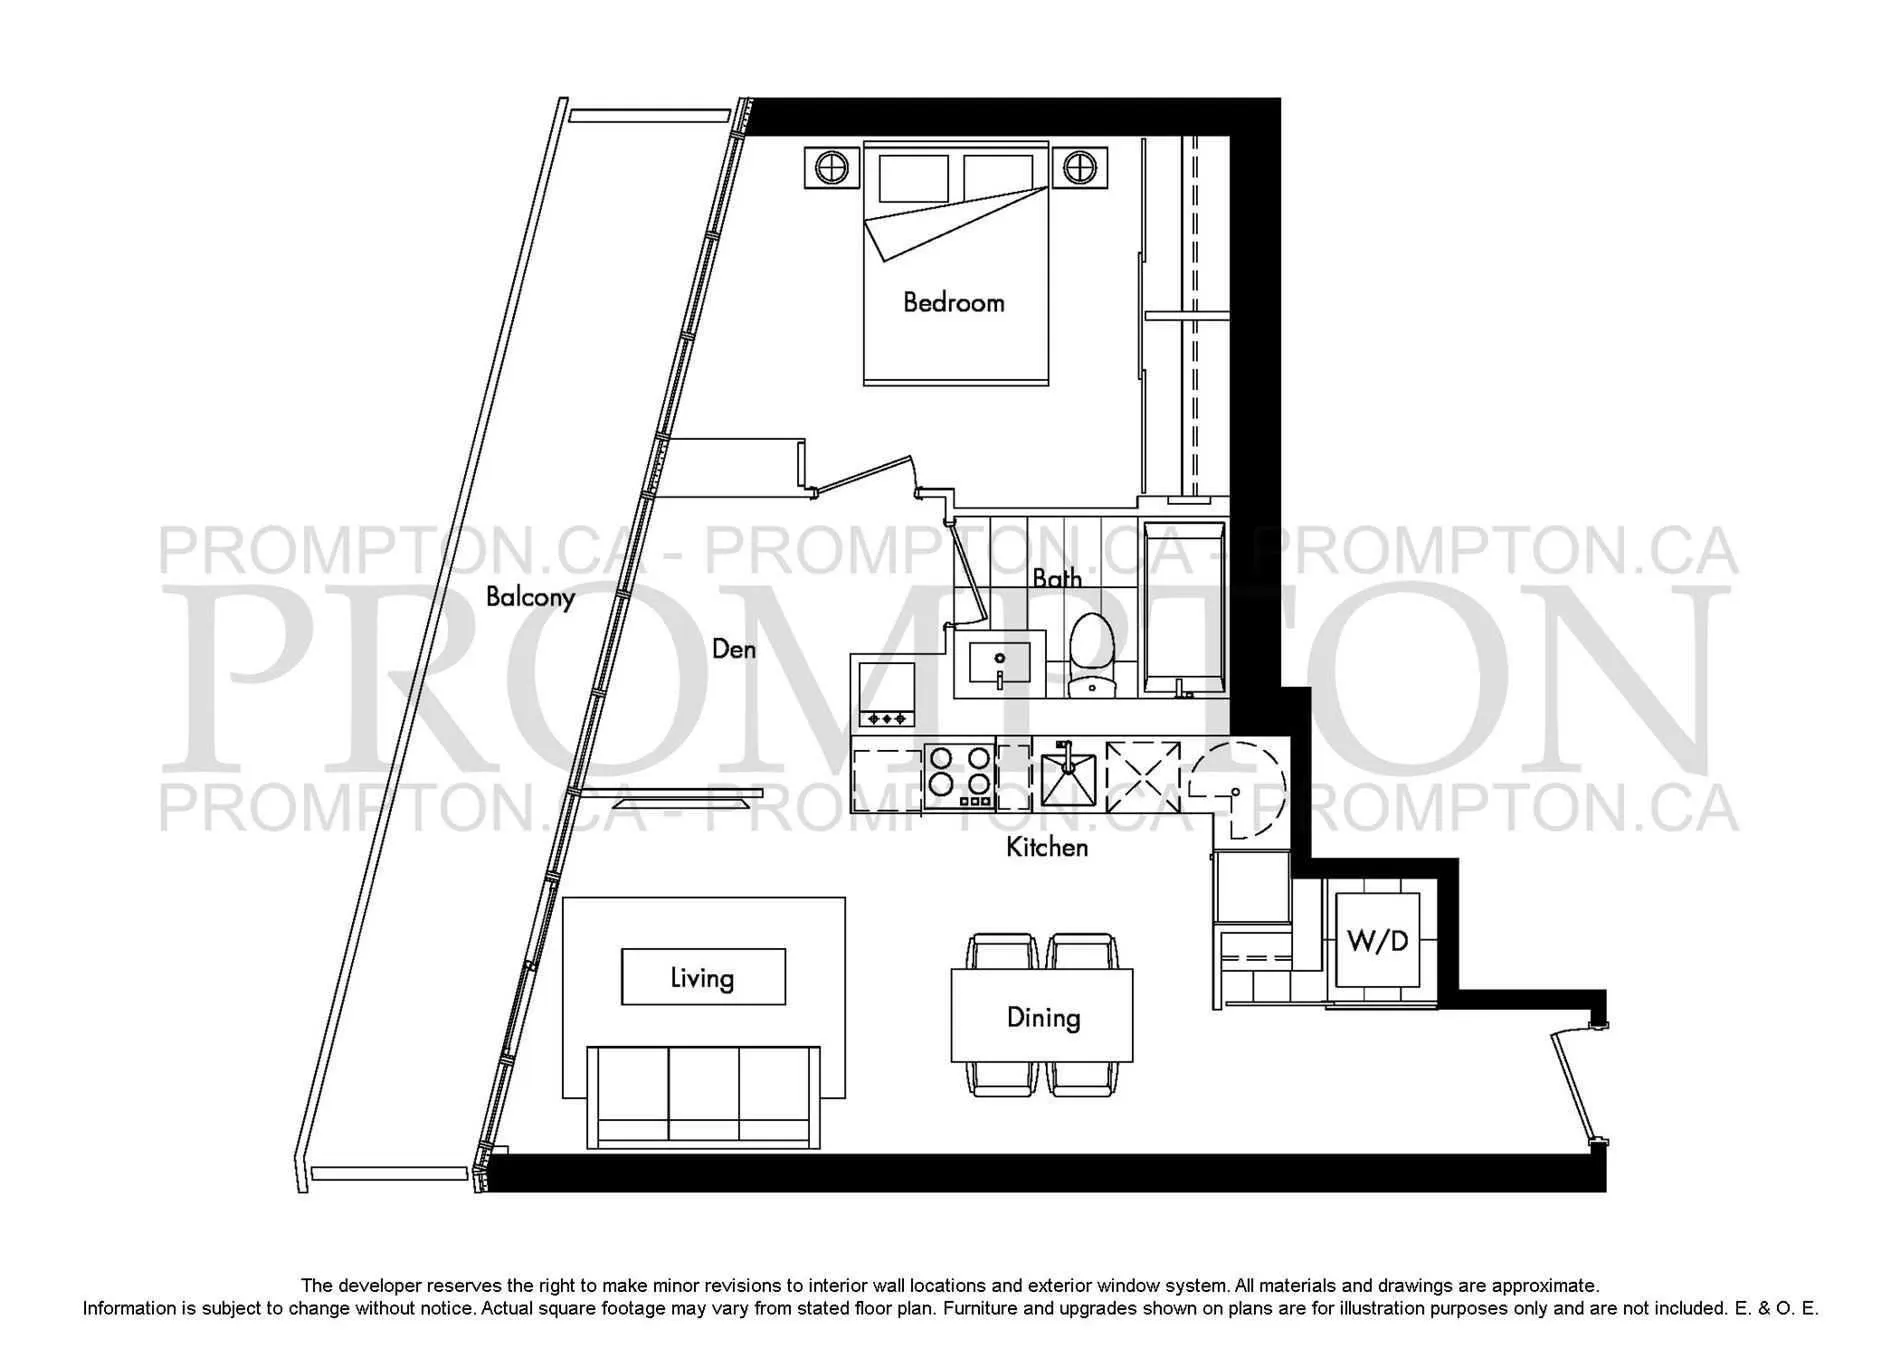 Bedroom
PROMPTON.CA - PROMPTON.CA - PROMPTON.CA
Bath
Balcony
PROMPTON
Den
PROMPTON.CA - PROMPTON.CA - PROMPTON.CA
Kitchen
W/D
Living
Dining
The developer reserves the right to make minor revisions to interior wall locations and exterior window system. All materials and drawings are approximate.
Information is subject to change without notice. Actual square footage may vary from stated floor plan. Furniture and upgrades shown on plans are for illustration purposes only and are not included. E. & O. E.